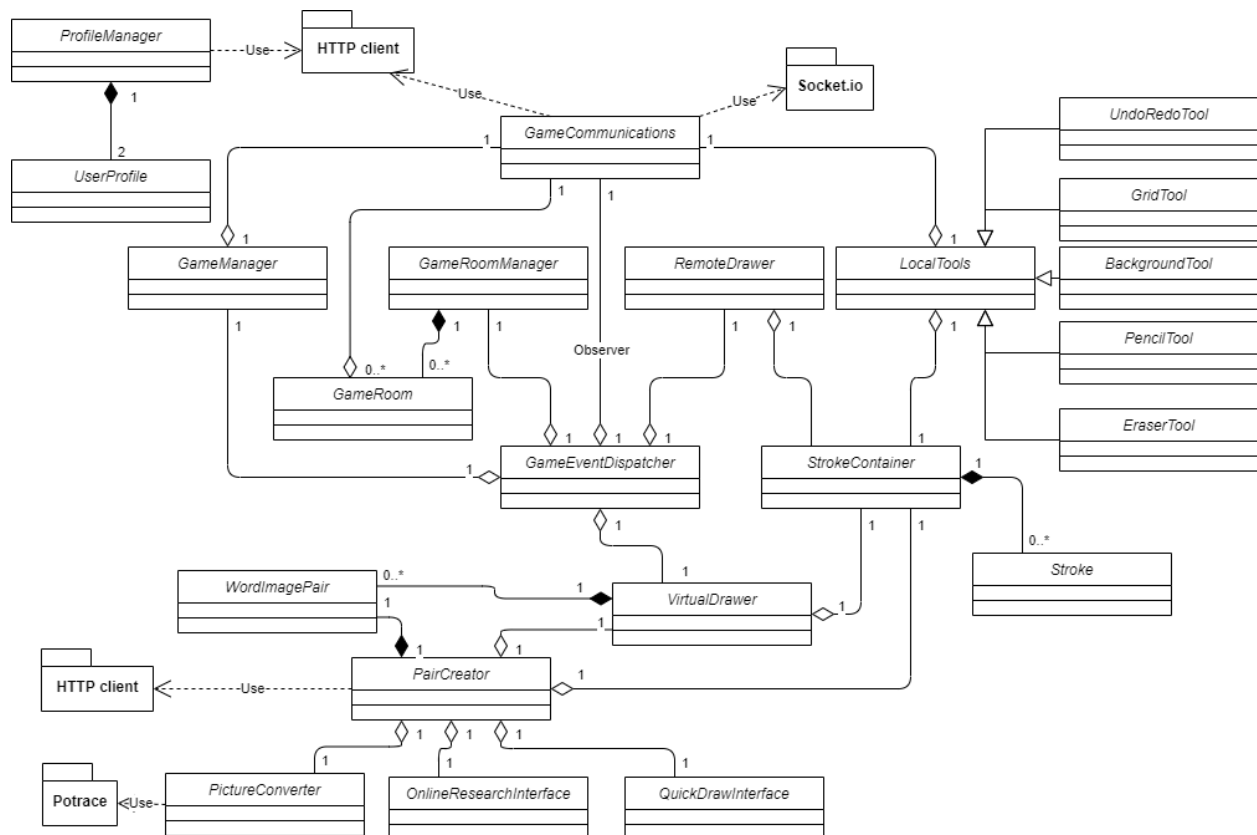 ProfileManager
Use
HTTP client
Socket.io
Use
Use
1
2
UserProfile
GameCommunications
UndoRedoTool
1
1
1
1
GridTool
1
1
GameManager
GameRoomManager
RemoteDrawer
LocalTools
BackgroundTool
1
1
1
1
1
1
PencilTool
Observer
0..*
0..*
GameRoom
EraserTool
1
1
1
1
GameEventDispatcher
StrokeContainer
1
1
1
1
1
0..*
Stroke
0..*
1
WordImagePair
1
1
VirtualDrawer
1
1
1
1
PairCreator
1
HTTP client
Use
1
1
1
1
1
1
Potrace
Use
PictureConverter
OnlineResearchInterface
QuickDrawInterface